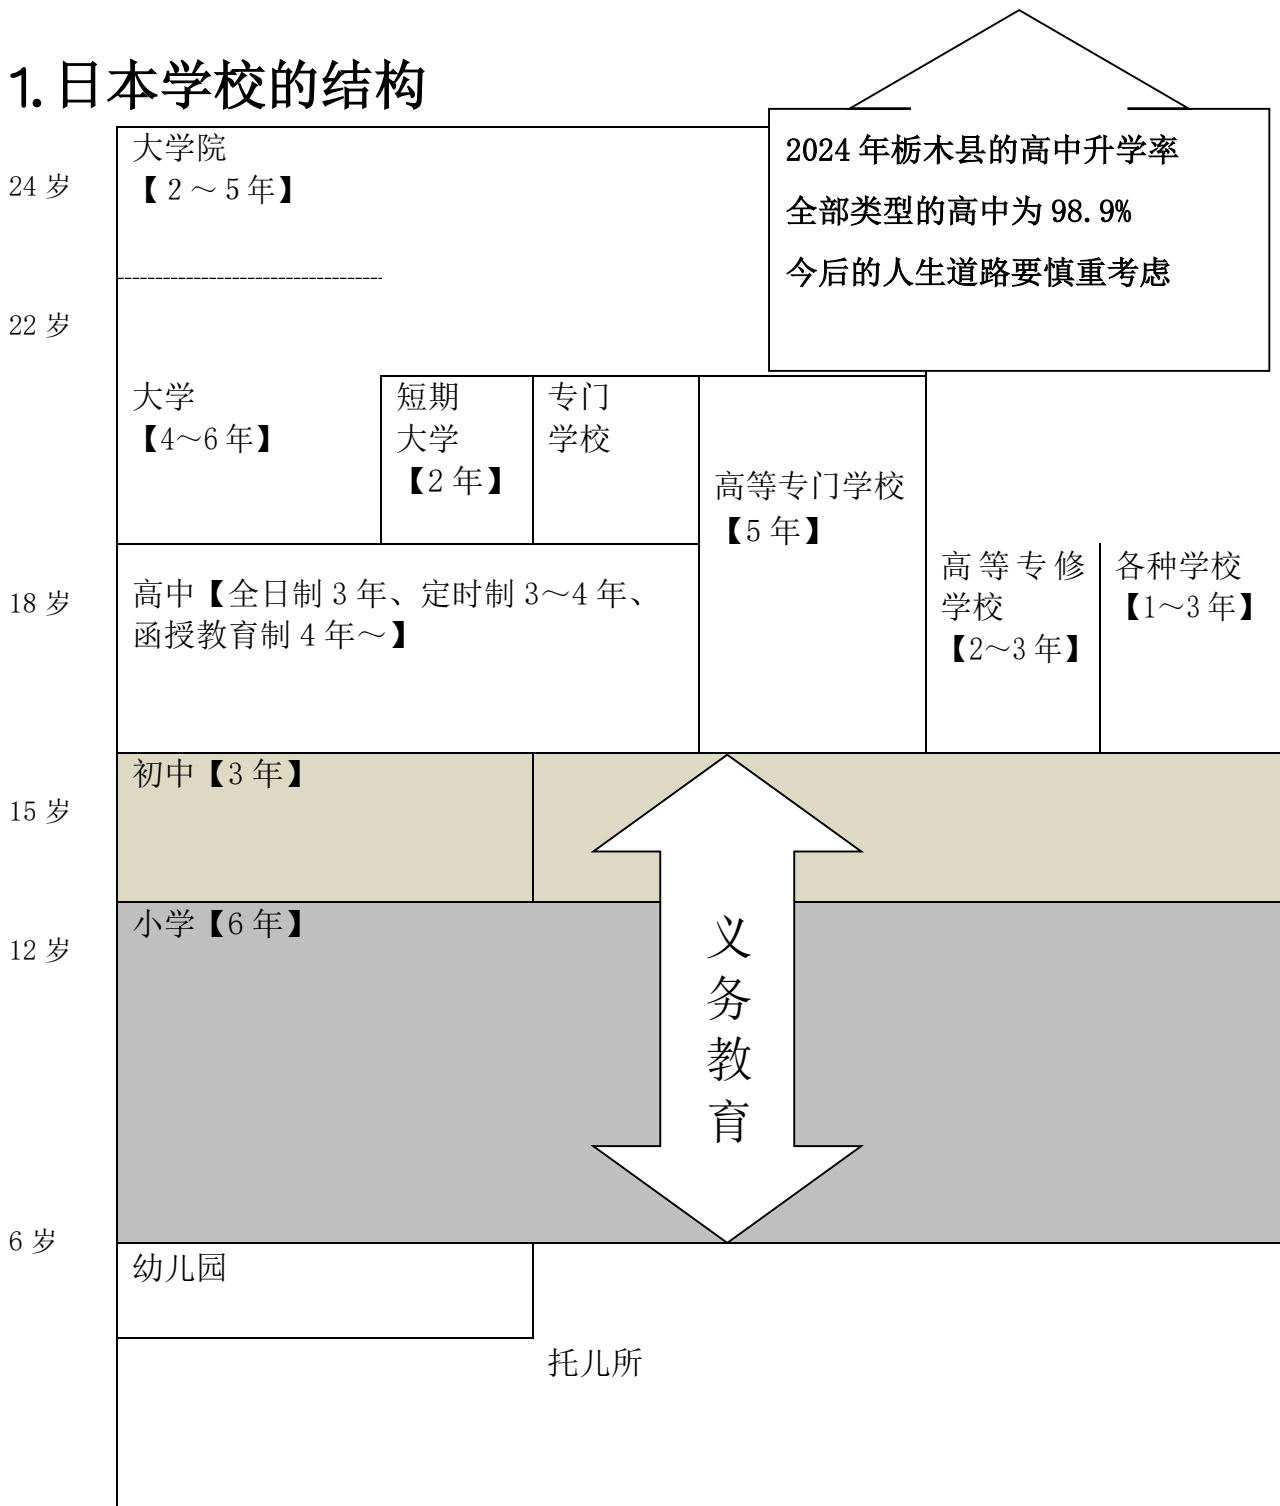 1.日本学校的结构
2024 年栃木县的高中升学率
全部类型的高中为 98.9%
今后的人生道路要慎重考虑
大学院
【 2 ～ 5 年】
24 岁
22 岁
大学
【4～6 年】
短期
大学
【2 年】
专门
学校
高等专门学校
【5 年】
高等专修
学校
【2～3 年】
各种学校
【1～3 年】
18 岁
高中【全日制 3 年、定时制 3～4 年、
函授教育制 4 年～】
初中【3 年】
15 岁
小学【6 年】
12 岁
义
务
教
育
6 岁
幼儿园
托儿所